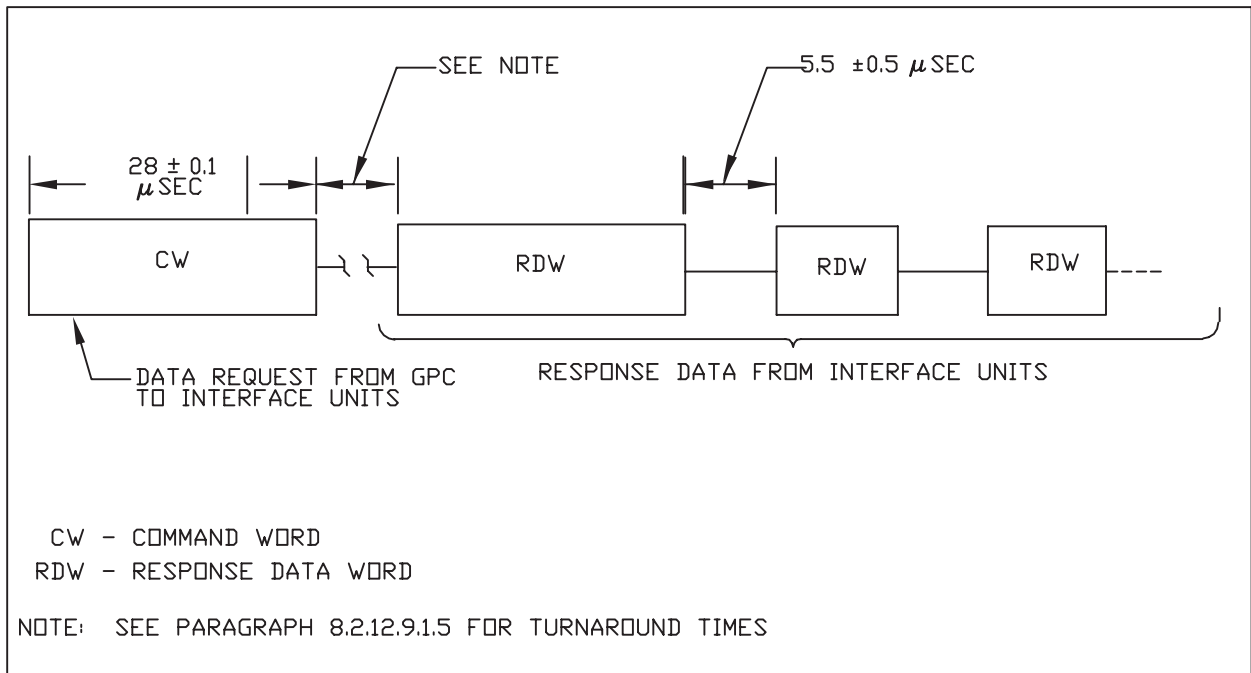 SEE NOTE
5.5 ±0.5 μSEC
28 ± 0.1
μSEC
CW
RDW
RDW
RDW
DATA REQUEST FROM GPC
TO INTERFACE UNITS
RESPONSE DATA FROM INTERFACE UNITS
CW - COMMAND WORD
RDW - RESPONSE DATA WORD
NOTE: SEE PARAGRAPH 8.2.12.9.1.5 FOR TURNAROUND TIMES